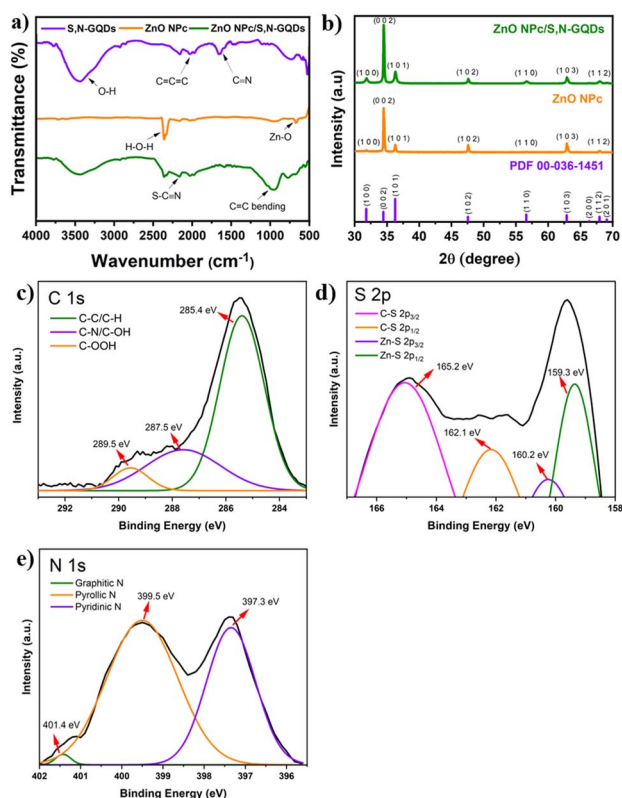 a)
S,N-GQDs
ZnO NPc
ZnO NPc/S,N-GQDs
Transmittance (%)
O-H
C=C=C
C=N
H-O-H
Zn-O
S-C≡N
C=C bending
4000 3500 3000 2500 2000 1500 1000 500
Wavenumber (cm-1)
b)
Intensity (a.u)
(0 0 2)
ZnO NPc/S,N-GQDs
(1 0 0)
(1 0 1)
(1 0 2)
(1 1 0)
(1 0 3)
(1 1 2)
(0 0 2)
ZnO NPc
(1 0 0)
(1 0 1)
(1 0 2)
(1 1 0)
(1 0 3)
(1 1 2)
PDF 00-036-1451
(1 0 0)
(0 0 2)
(1 0 1)
(1 0 2)
(1 1 0)
(1 0 3)
(2 0 0)
(1 1 2)
(2 0 1)
30 35 40 45 50 55 60 65 70
2θ (degree)
c)
C 1s
C-C/C-H
C-N/C-OH
C-OOH
285.4 eV
287.5 eV
289.5 eV
Intensity (a.u.)
292 290 288 286 284
Binding Energy (eV)
d)
S 2p
C-S 2p3/2
C-S 2p1/2
Zn-S 2p3/2
Zn-S 2p1/2
165.2 eV
159.3 eV
162.1 eV
160.2 eV
Intensity (a.u.)
166 164 162 160 158
Binding Energy (eV)
e)
N 1s
Graphitic N
Pyrollic N
Pyridinic N
399.5 eV
397.3 eV
401.4 eV
Intensity (a.u.)
402 401 400 399 398 397 396
Binding Energy (eV)